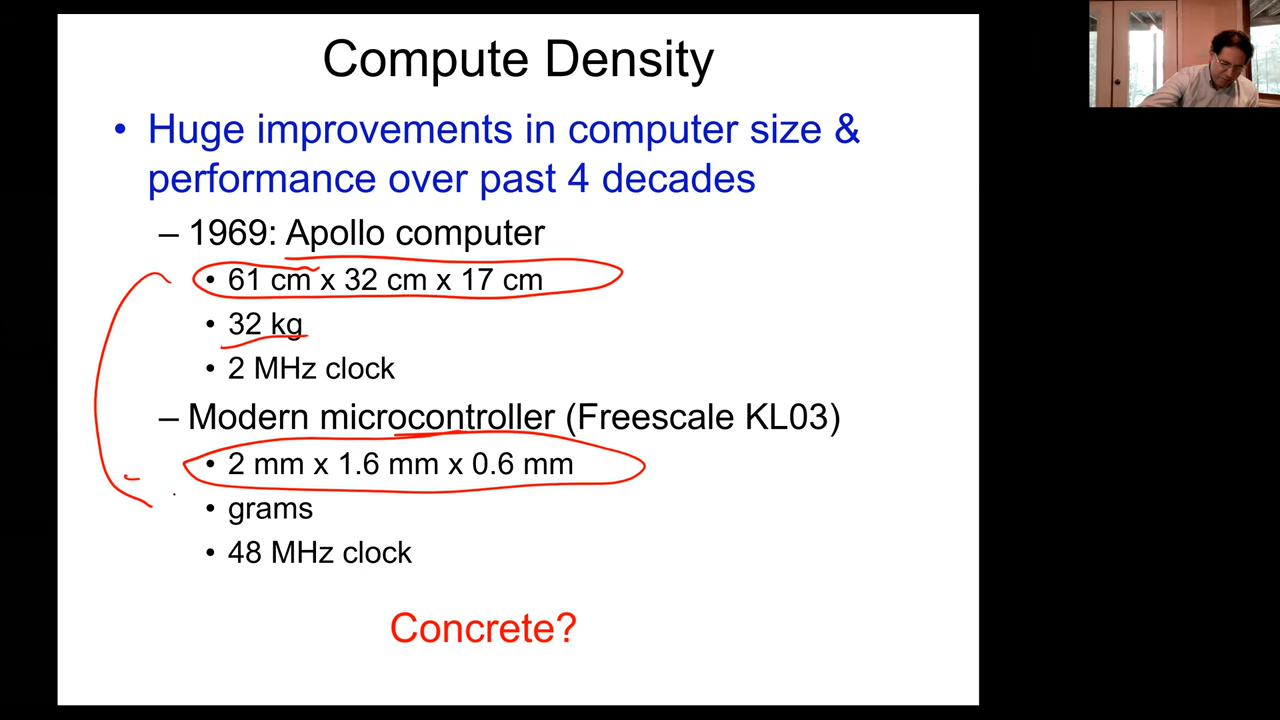 Compute Density
• Huge improvements in computer size &
performance over past 4 decades
– 1969: Apollo computer
• 61 cm x 32 cm x 17 cm
• 32 kg
• 2 MHz clock
– Modern microcontroller (Freescale KL03)
• 2 mm x 1.6 mm x 0.6 mm
• grams
• 48 MHz clock
Concrete?